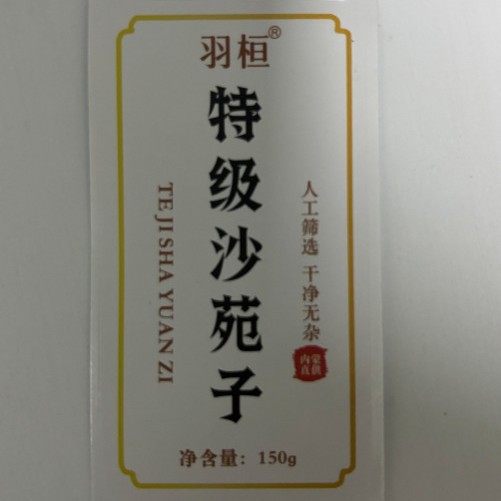 羽桓®
特级沙苑子
TE JI SHA YUAN ZI
人工筛选 干净无杂
内蒙
直供
净含量：150g